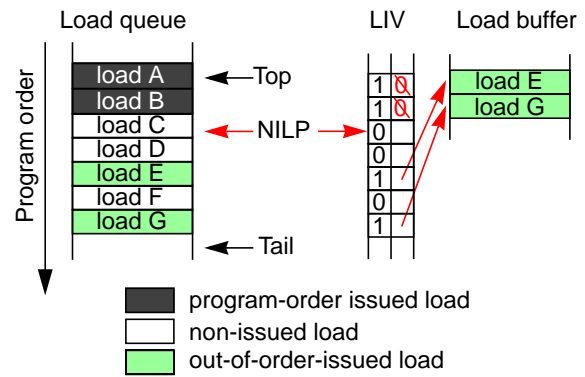 Load queue
LIV
Load buffer
Program order
load A
load B
load C
load D
load E
load F
load G
Top
NILP
Tail
1 0
1 0
0
0
1
0
1
load E
load G
program-order issued load
non-issued load
out-of-order-issued load